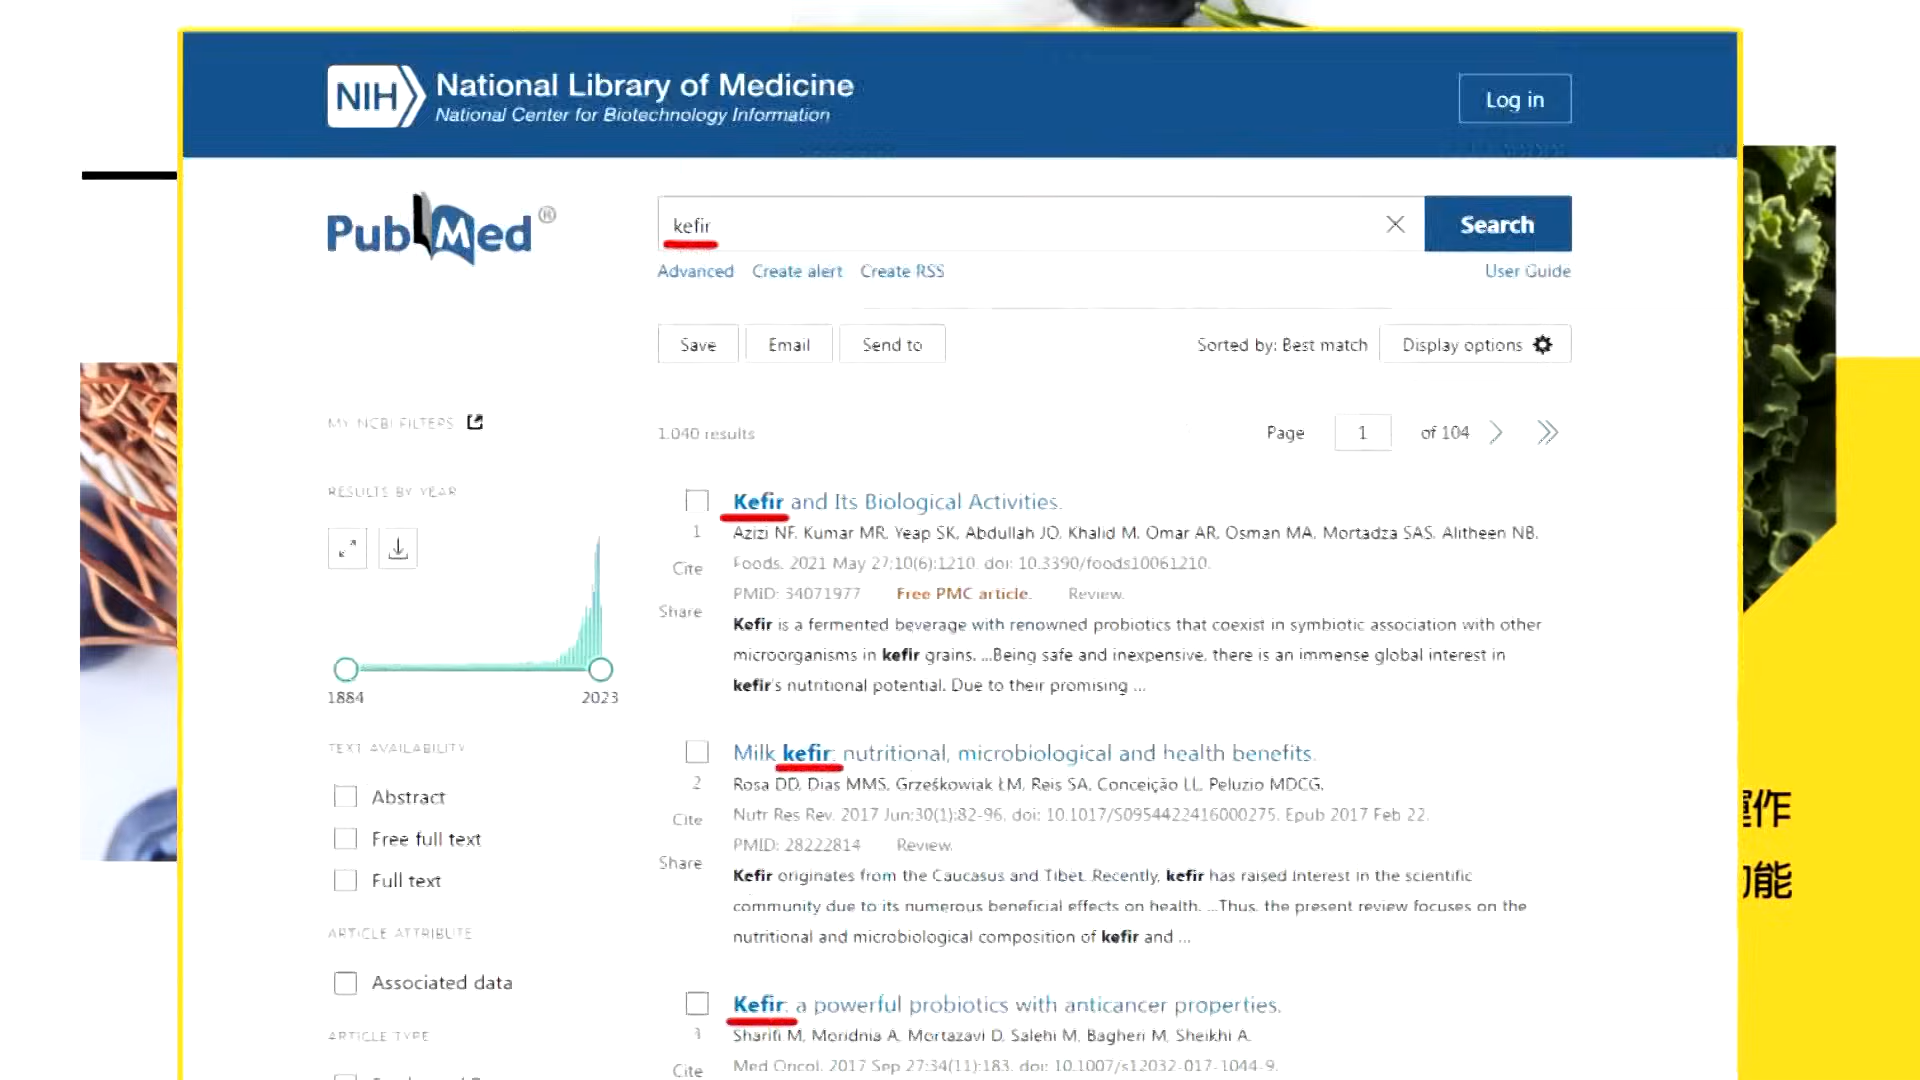 NIH National Library of Medicine
National Center for Biotechnology Information
Log in
PubMed®
kefir
Search
Advanced Create alert Create RSS
User Guide
Save Email Send to
Sorted by: Best match Display options
MY NCBI FILTERS
1,040 results
Page 1 of 104
RESULTS BY YEAR
1884 2023
TEXT AVAILABILITY
Abstract
Free full text
Full text
ARTICLE ATTRIBUTE
Associated data
ARTICLE TYPE
Kefir and Its Biological Activities.
1
Azizi NF, Kumar MR, Yeap SK, Abdullah JO, Khalid M, Omar AR, Osman MA, Mortadza SAS, Alitheen NB.
Cite
Foods. 2021 May 27;10(6):1210. doi: 10.3390/foods10061210.
PMID: 34071977 Free PMC article. Review.
Share
Kefir is a fermented beverage with renowned probiotics that coexist in symbiotic association with other
microorganisms in kefir grains. ...Being safe and inexpensive, there is an immense global interest in
kefir's nutritional potential. Due to their promising ...
Milk kefir: nutritional, microbiological and health benefits.
2
Rosa DD, Dias MMS, Grześkowiak ŁM, Reis SA, Conceição LL, Peluzio MDCG.
Cite
Nutr Res Rev. 2017 Jun;30(1):82-96. doi: 10.1017/S0954422416000275. Epub 2017 Feb 22.
PMID: 28222814 Review.
Share
Kefir originates from the Caucasus and Tibet. Recently, kefir has raised interest in the scientific
community due to its numerous beneficial effects on health. ...Thus, the present review focuses on the
nutritional and microbiological composition of kefir and ...
Kefir: a powerful probiotics with anticancer properties.
3
Sharifi M, Moridnia A, Mortazavi D, Salehi M, Bagheri M, Sheikhi A.
Cite
Med Oncol. 2017 Sep 27;34(11):183. doi: 10.1007/s12032-017-1044-9.
作
能